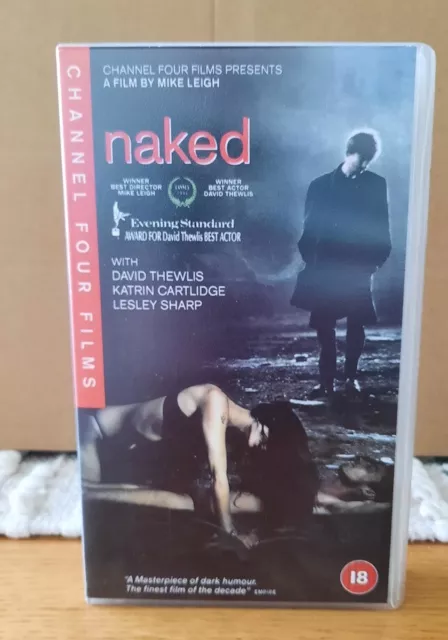 CHANNEL FOUR FILMS
CHANNEL FOUR FILMS PRESENTS
A FILM BY MIKE LEIGH
naked
WINNER
BEST DIRECTOR
MIKE LEIGH
WINNER
BEST ACTOR
DAVID THEWLIS
Evening Standard
AWARD FOR David Thewlis BEST ACTOR
WITH
DAVID THEWLIS
KATRIN CARTLIDGE
LESLEY SHARP
"A Masterpiece of dark humour.
The finest film of the decade" EMPIRE
18